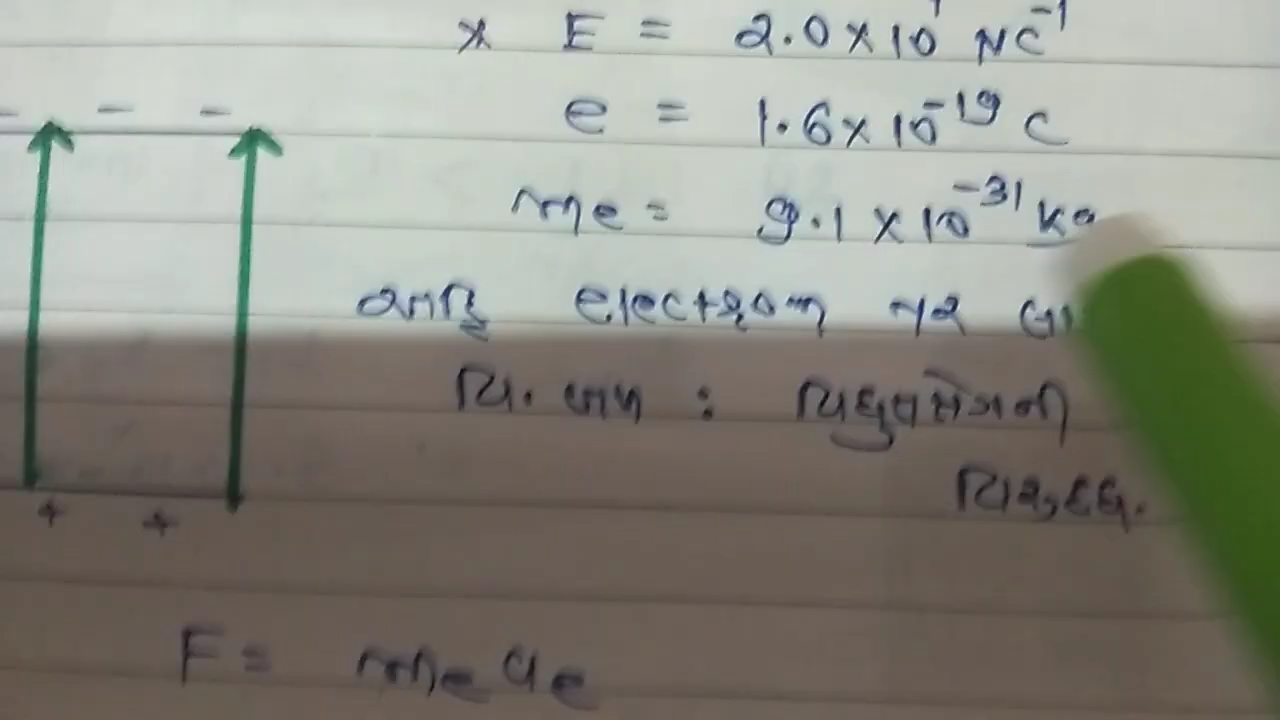 * E = 2.0×10 NC⁻¹
- - -
e = 1.6×10⁻¹⁹ C
me = 9.1×10⁻³¹ kg
અહિં electron પર
વિ. બળ : વિદ્યુતક્ષેત્રની
વિરુદ્ધ.
+ +
F = me ae